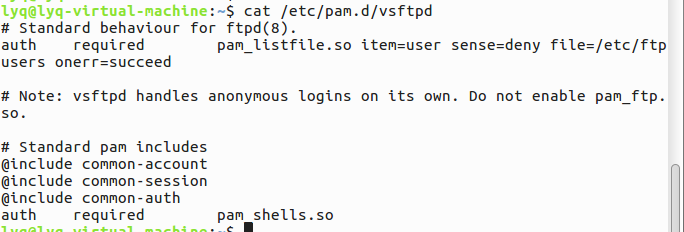 lyq@lyq-virtual-machine:~$ cat /etc/pam.d/vsftpd
# Standard behaviour for ftpd(8).
auth    required        pam_listfile.so item=user sense=deny file=/etc/ftp
users onerr=succeed

# Note: vsftpd handles anonymous logins on its own. Do not enable pam_ftp.
so.

# Standard pam includes
@include common-account
@include common-session
@include common-auth
auth    required        pam_shells.so
lyq@lyq-virtual-machine:~$